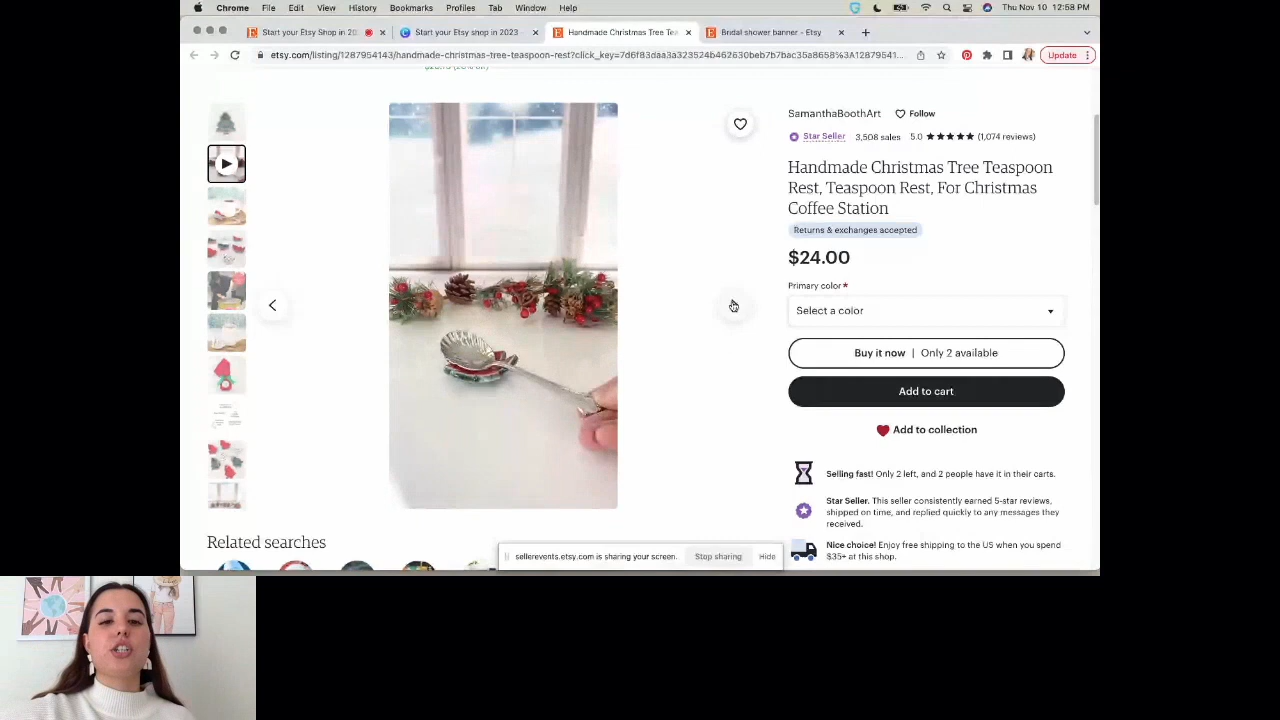 Chrome File Edit View History Bookmarks Profiles Tab Window Help Thu Nov 10 12:58 PM
Start your Etsy Shop in 202 Start your Etsy shop in 2023 - Handmade Christmas Tree Tea Bridal shower banner - Etsy
etsy.com/listing/1287954143/handmade-christmas-tree-teaspoon-rest?click_key=7d6f83daa3a323524b462630beb7b7bac35a8658%3A12879541... Update
SamanthaBoothArt Follow
Star Seller 3,508 sales 5.0 ★★★★★ (1,074 reviews)
Handmade Christmas Tree Teaspoon
Rest, Teaspoon Rest, For Christmas
Coffee Station
Returns & exchanges accepted
$24.00
Primary color*
Select a color
Buy it now | Only 2 available
Add to cart
Add to collection
Selling fast! Only 2 left, and 2 people have it in their carts.
Star Seller. This seller consistently earned 5-star reviews,
shipped on time, and replied quickly to any messages they
received.
Nice choice! Enjoy free shipping to the US when you spend
$35+ at this shop.
Related searches
sellerevents.etsy.com is sharing your screen. Stop sharing Hide